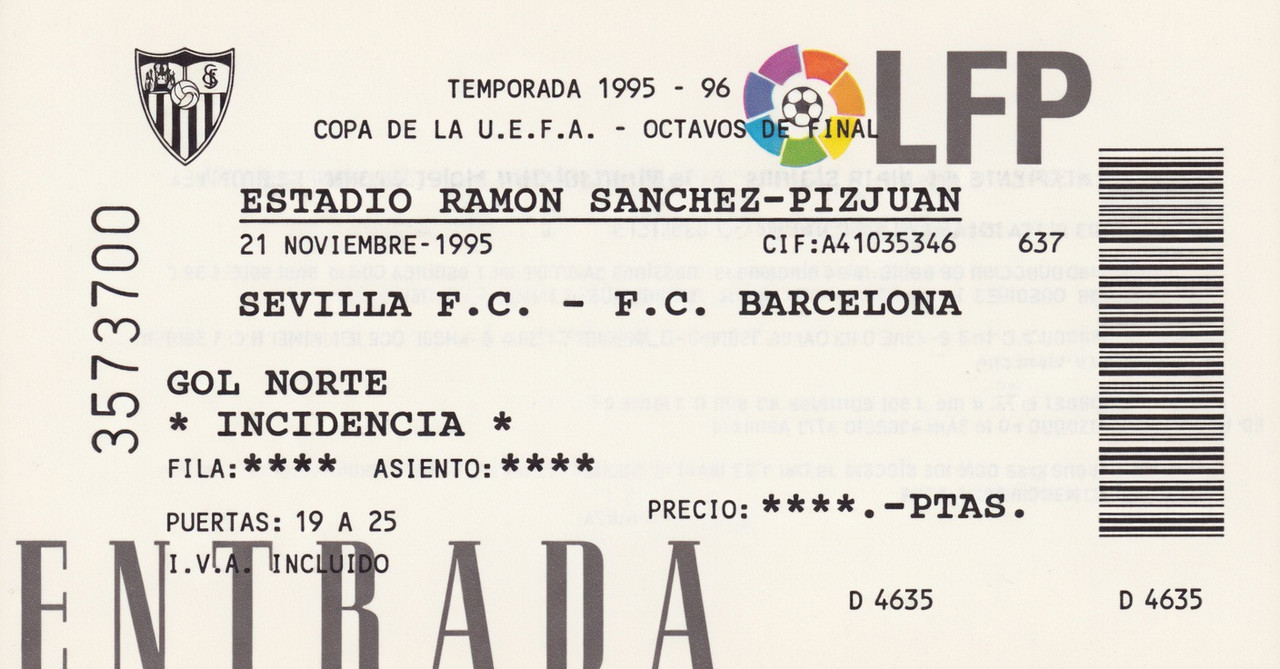 TEMPORADA 1995 - 96
LFP
COPA DE LA U.E.F.A. - OCTAVOS DE FINAL
ESTADIO RAMON SANCHEZ-PIZJUAN
21 NOVIEMBRE-1995 CIF:A41035346 637
SEVILLA F.C. - F.C. BARCELONA
3573700
GOL NORTE
* INCIDENCIA *
FILA:**** ASIENTO:****
PRECIO:****.-PTAS.
PUERTAS: 19 A 25
I.V.A. INCLUIDO
ENTRADA
D 4635 D 4635